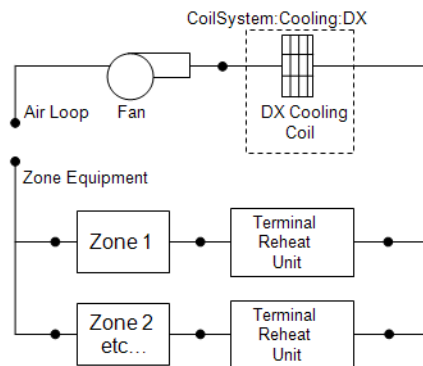 CoilSystem:Cooling:DX
Air Loop
Fan
DX Cooling
Coil
Zone Equipment
Zone 1
Terminal
Reheat
Unit
Zone 2
etc...
Terminal
Reheat
Unit